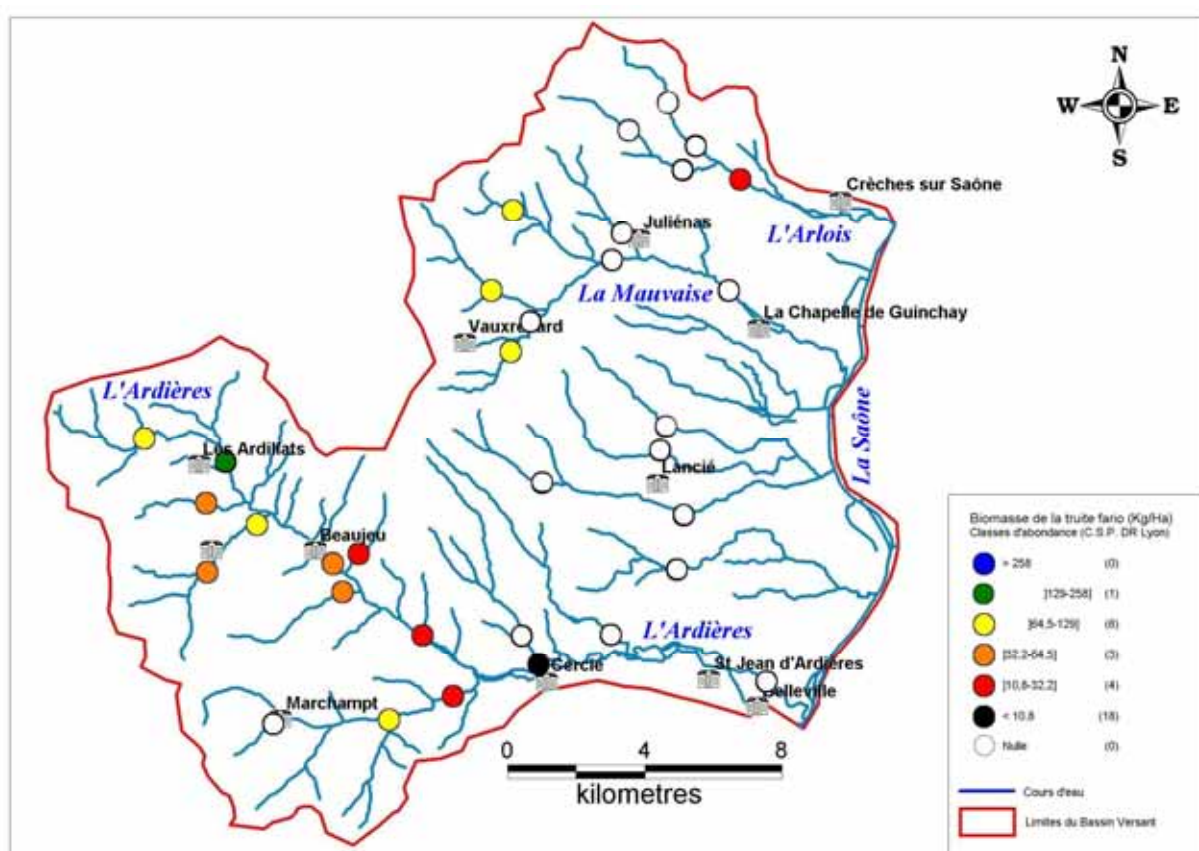 N
W E
S
Crèches sur Saône
L'Arlois
Juliénas
La Mauvaise
La Chapelle de Guinchay
Vauxrenard
L'Ardières
La Saône
Les Ardillats
Lancié
Beaujeu
L'Ardières
Cercié
St Jean d'Ardières
Belleville
Marchampt
0 4 8
kilometres
Biomasse de la truite fario (Kg/Ha)
Classes d'abondance (C.S.P. DR Lyon)
> 258 (0)
]129-258] (1)
]64,5-129] (6)
]32,2-64,5] (3)
]10,8-32,2] (4)
< 10.8 (18)
Nulle (0)
Cours d'eau
Limites du Bassin Versant